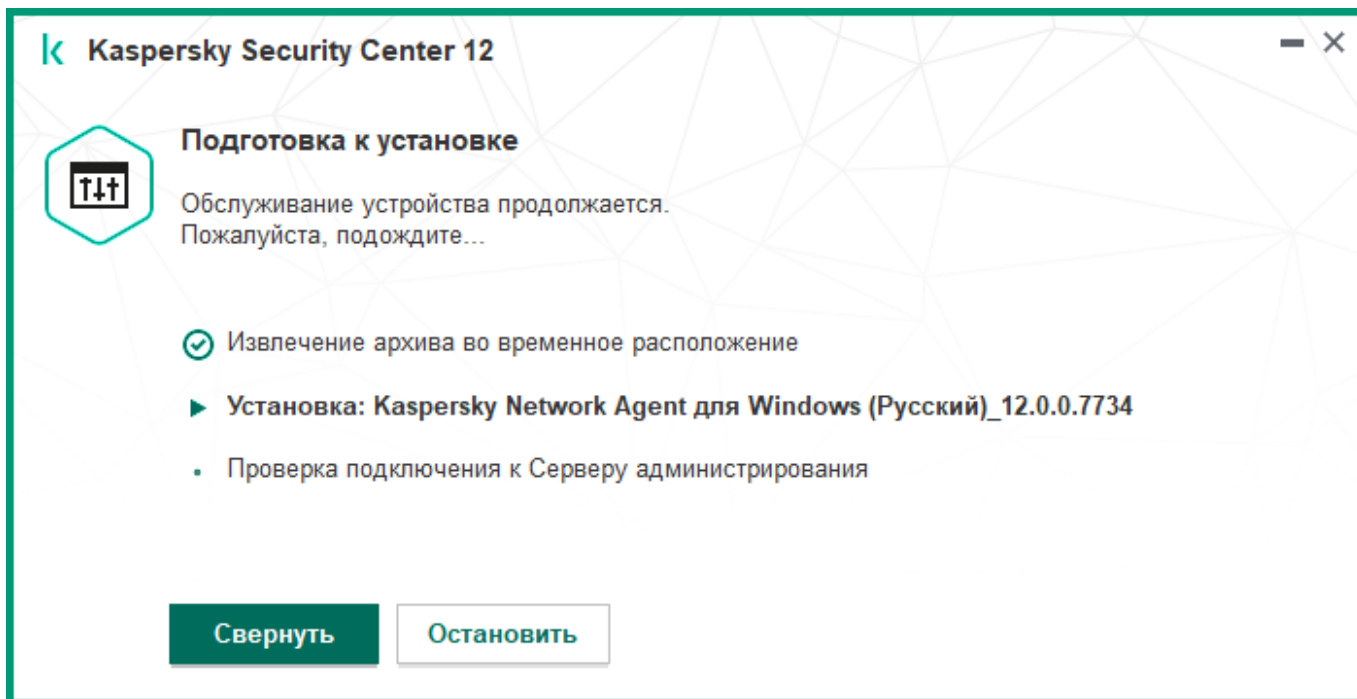 Kaspersky Security Center 12
Подготовка к установке
Обслуживание устройства продолжается.
Пожалуйста, подождите...
Извлечение архива во временное расположение
Установка: Kaspersky Network Agent для Windows (Русский)_12.0.0.7734
Проверка подключения к Серверу администрирования
Свернуть
Остановить